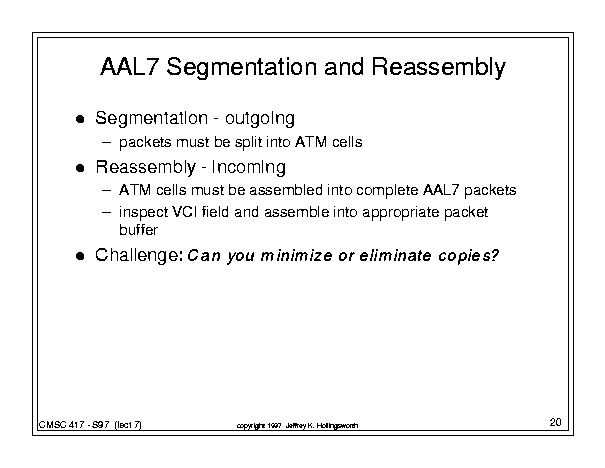 AAL7 Segmentation and Reassembly
● Segmentation - outgoing
– packets must be split into ATM cells
● Reassembly - Incoming
– ATM cells must be assembled into complete AAL7 packets
– inspect VCI field and assemble into appropriate packet
buffer
● Challenge: Can you minimize or eliminate copies?
CMSC 417 - S97 (lect7)
copyright 1997 Jeffrey K. Hollingsworth
20